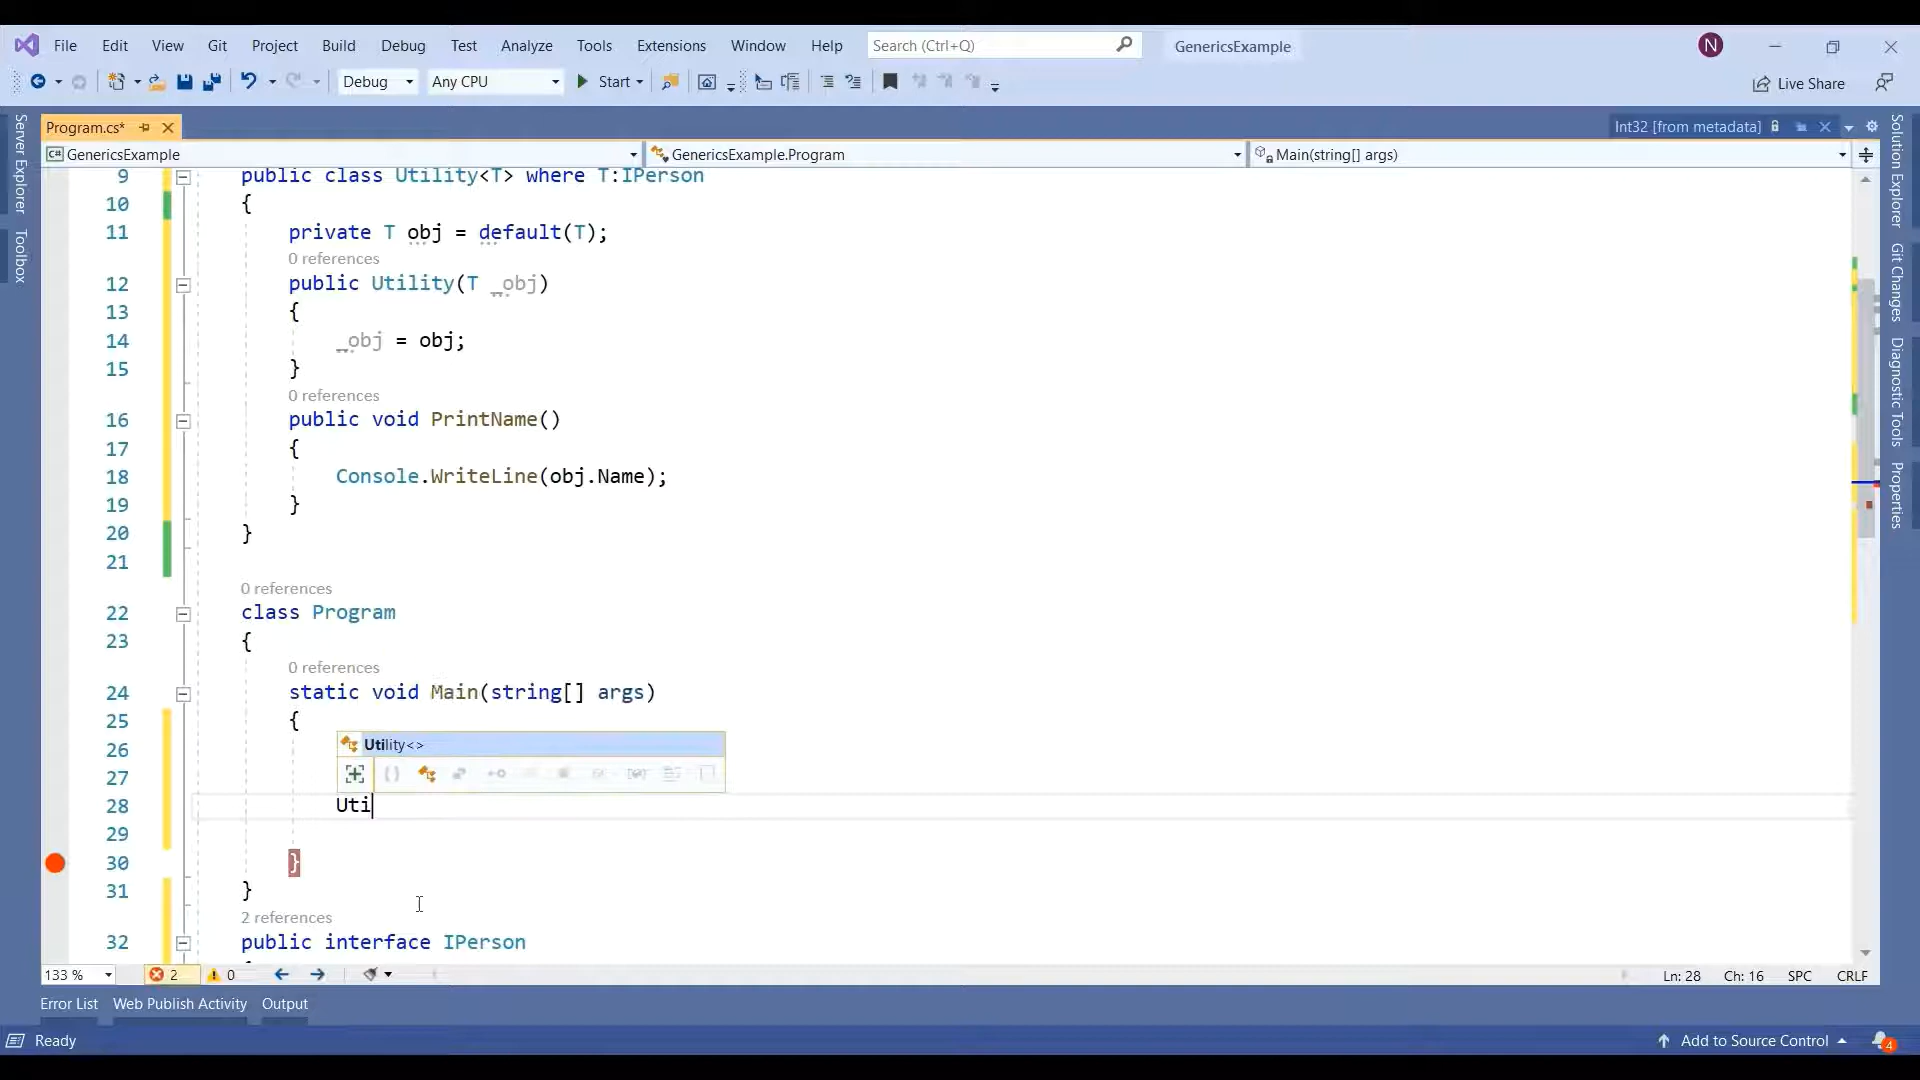 File Edit View Git Project Build Debug Test Analyze Tools Extensions Window Help Search (Ctrl+Q) GenericsExample N
Debug Any CPU Start Live Share
Program.cs* Int32 [from metadata]
GenericsExample GenericsExample.Program Main(string[] args)
Server Explorer
Toolbox
Solution Explorer
Git Changes
Diagnostic Tools
Properties
9 public class Utility<T> where T:IPerson
10 {
11 private T obj = default(T);
0 references
12 public Utility(T _obj)
13 {
14 _obj = obj;
15 }
0 references
16 public void PrintName()
17 {
18 Console.WriteLine(obj.Name);
19 }
20 }
21
0 references
22 class Program
23 {
0 references
24 static void Main(string[] args)
25 {
26 Utility<>
27
28 Uti
29
30 }
31 }
2 references
32 public interface IPerson
133 % 2 0 Ln: 28 Ch: 16 SPC CRLF
Error List Web Publish Activity Output
Ready Add to Source Control 4